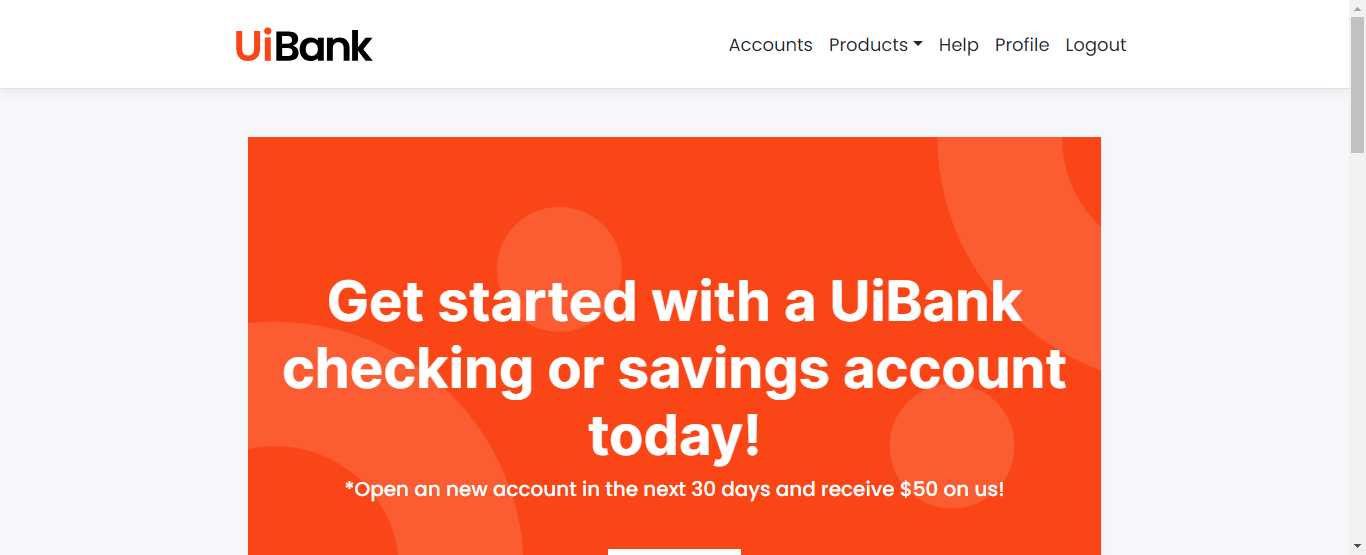 UiBank
Accounts Products Help Profile Logout
Get started with a UiBank
checking or savings account
today!
*Open an new account in the next 30 days and receive $50 on us!